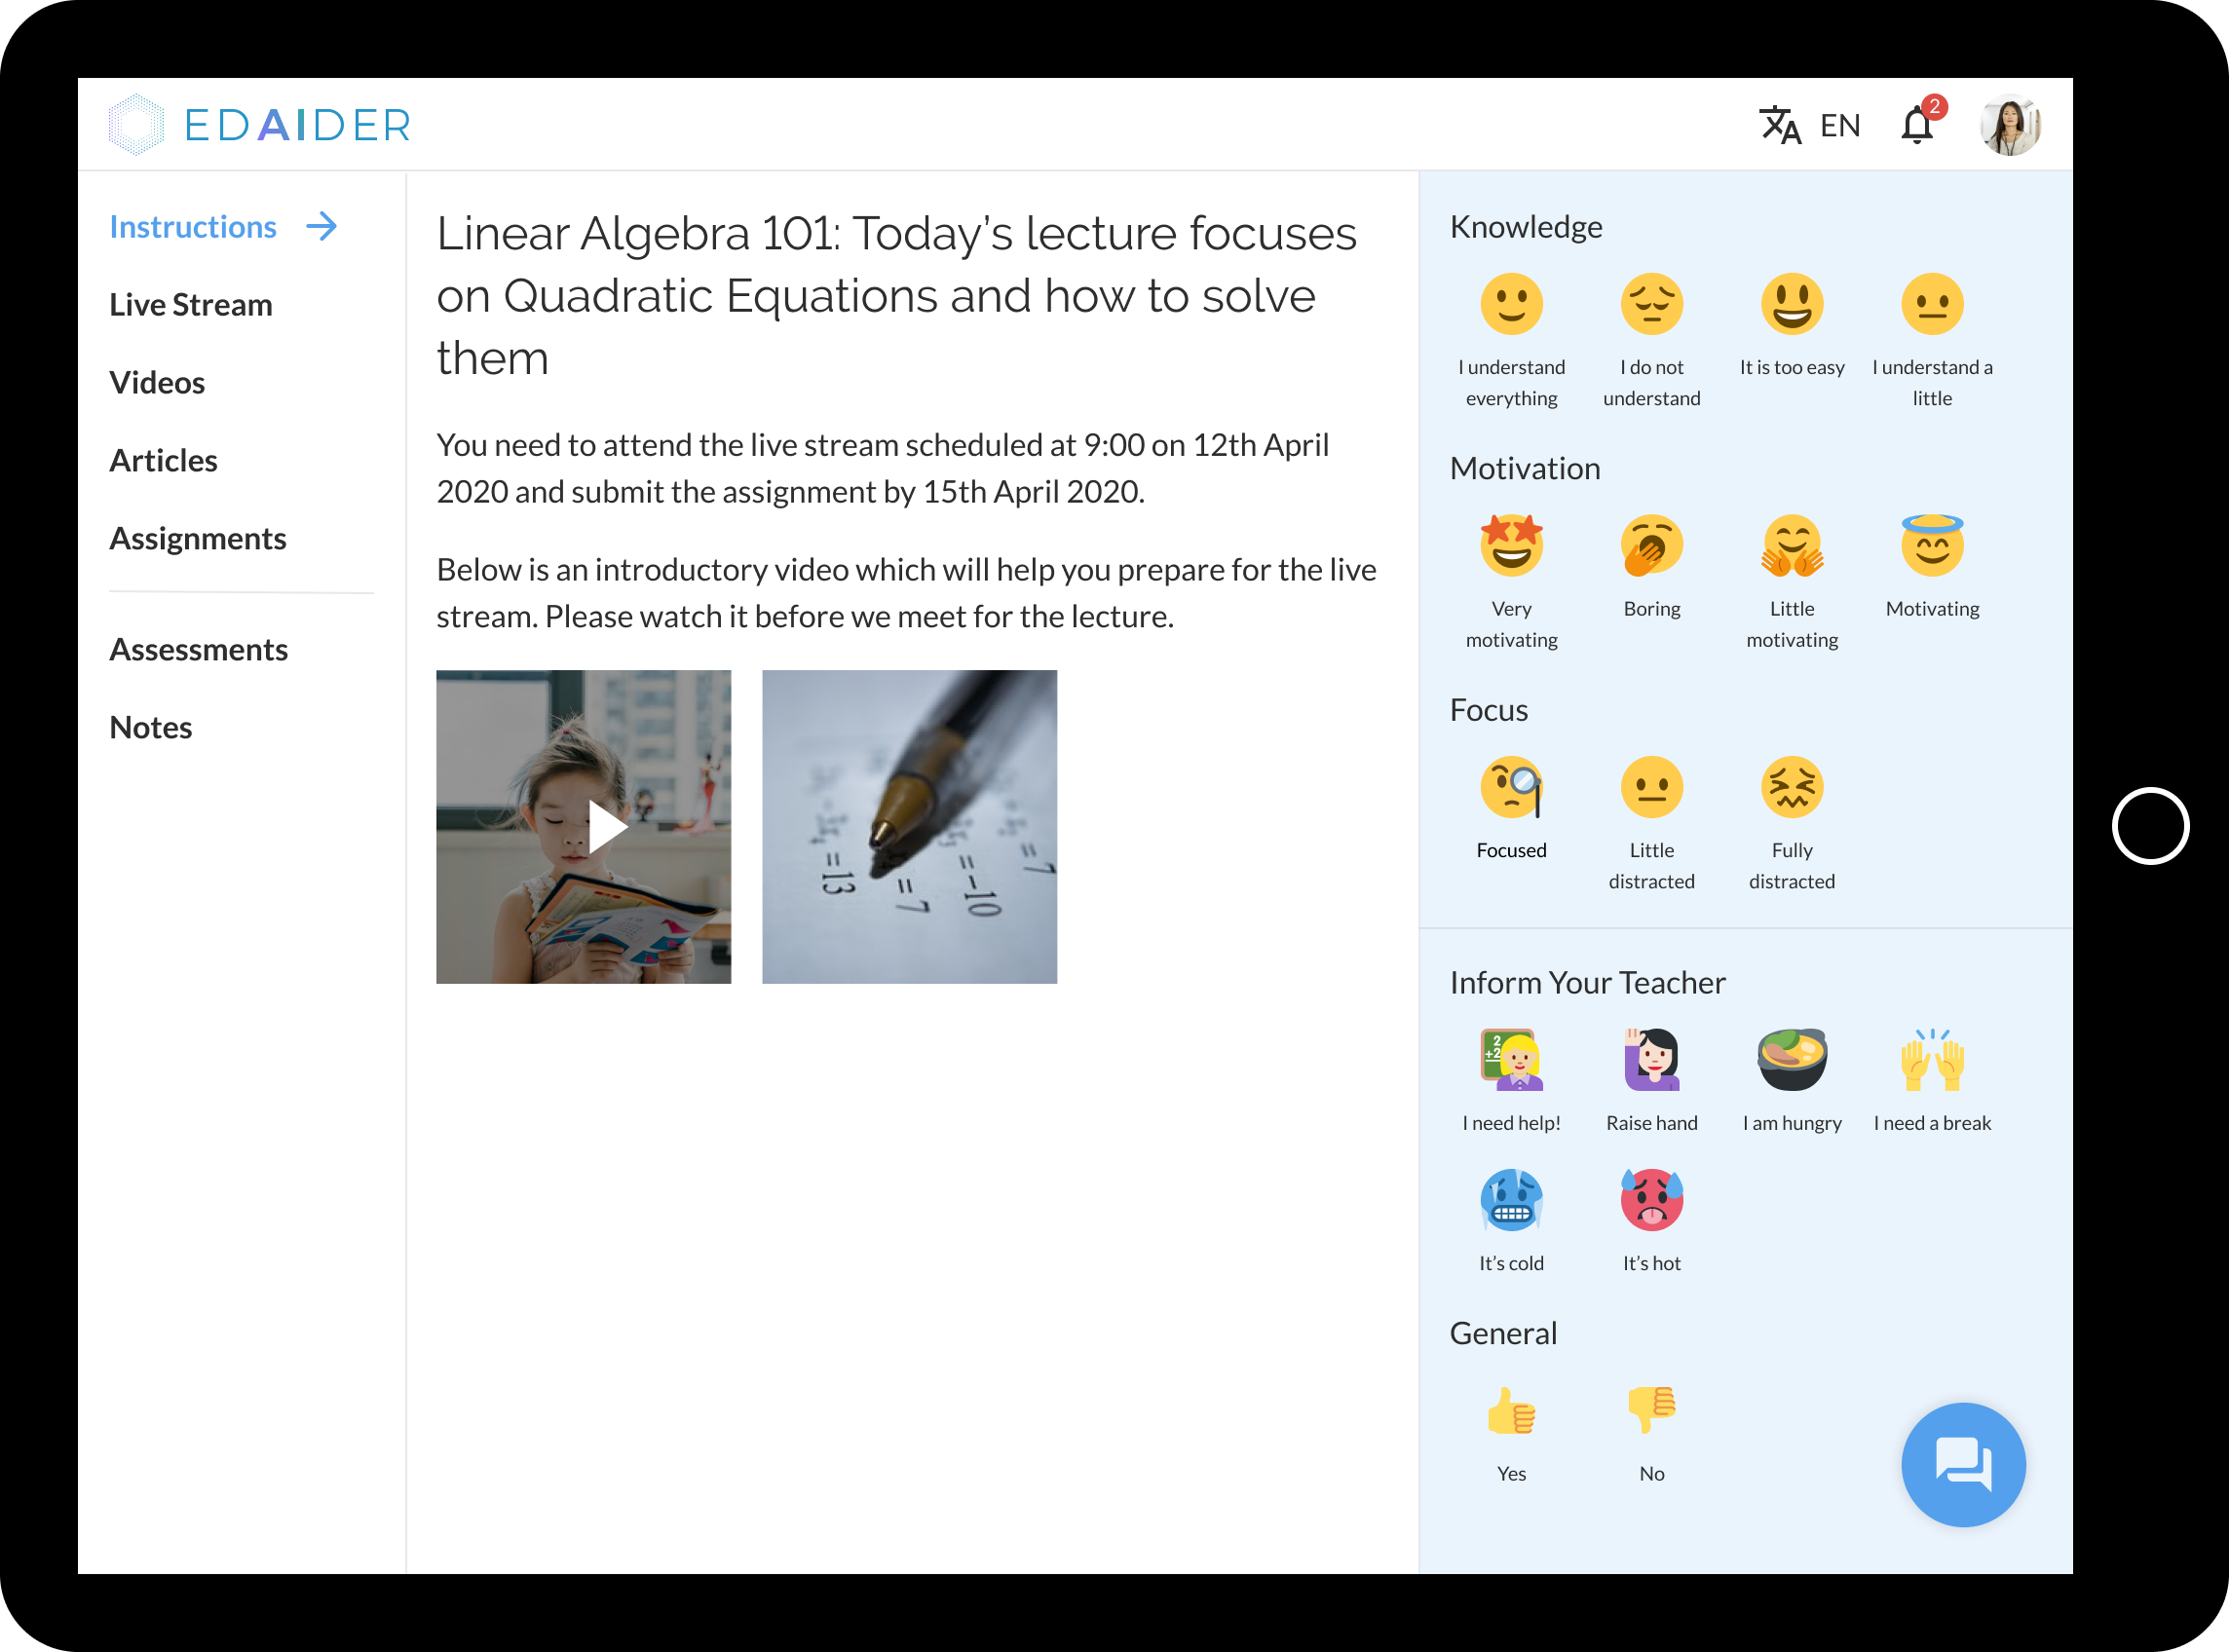 EDAIDER
EN
2
Instructions
Live Stream
Videos
Articles
Assignments
Assessments
Notes
Linear Algebra 101: Today’s lecture focuses
on Quadratic Equations and how to solve
them
You need to attend the live stream scheduled at 9:00 on 12th April
2020 and submit the assignment by 15th April 2020.
Below is an introductory video which will help you prepare for the live
stream. Please watch it before we meet for the lecture.
= 13
= 7
= -10
= 7
Knowledge
I understand
everything
I do not
understand
It is too easy
I understand a
little
Motivation
Very
motivating
Boring
Little
motivating
Motivating
Focus
Focused
Little
distracted
Fully
distracted
Inform Your Teacher
2
+2
I need help!
Raise hand
I am hungry
I need a break
It’s cold
It’s hot
General
Yes
No